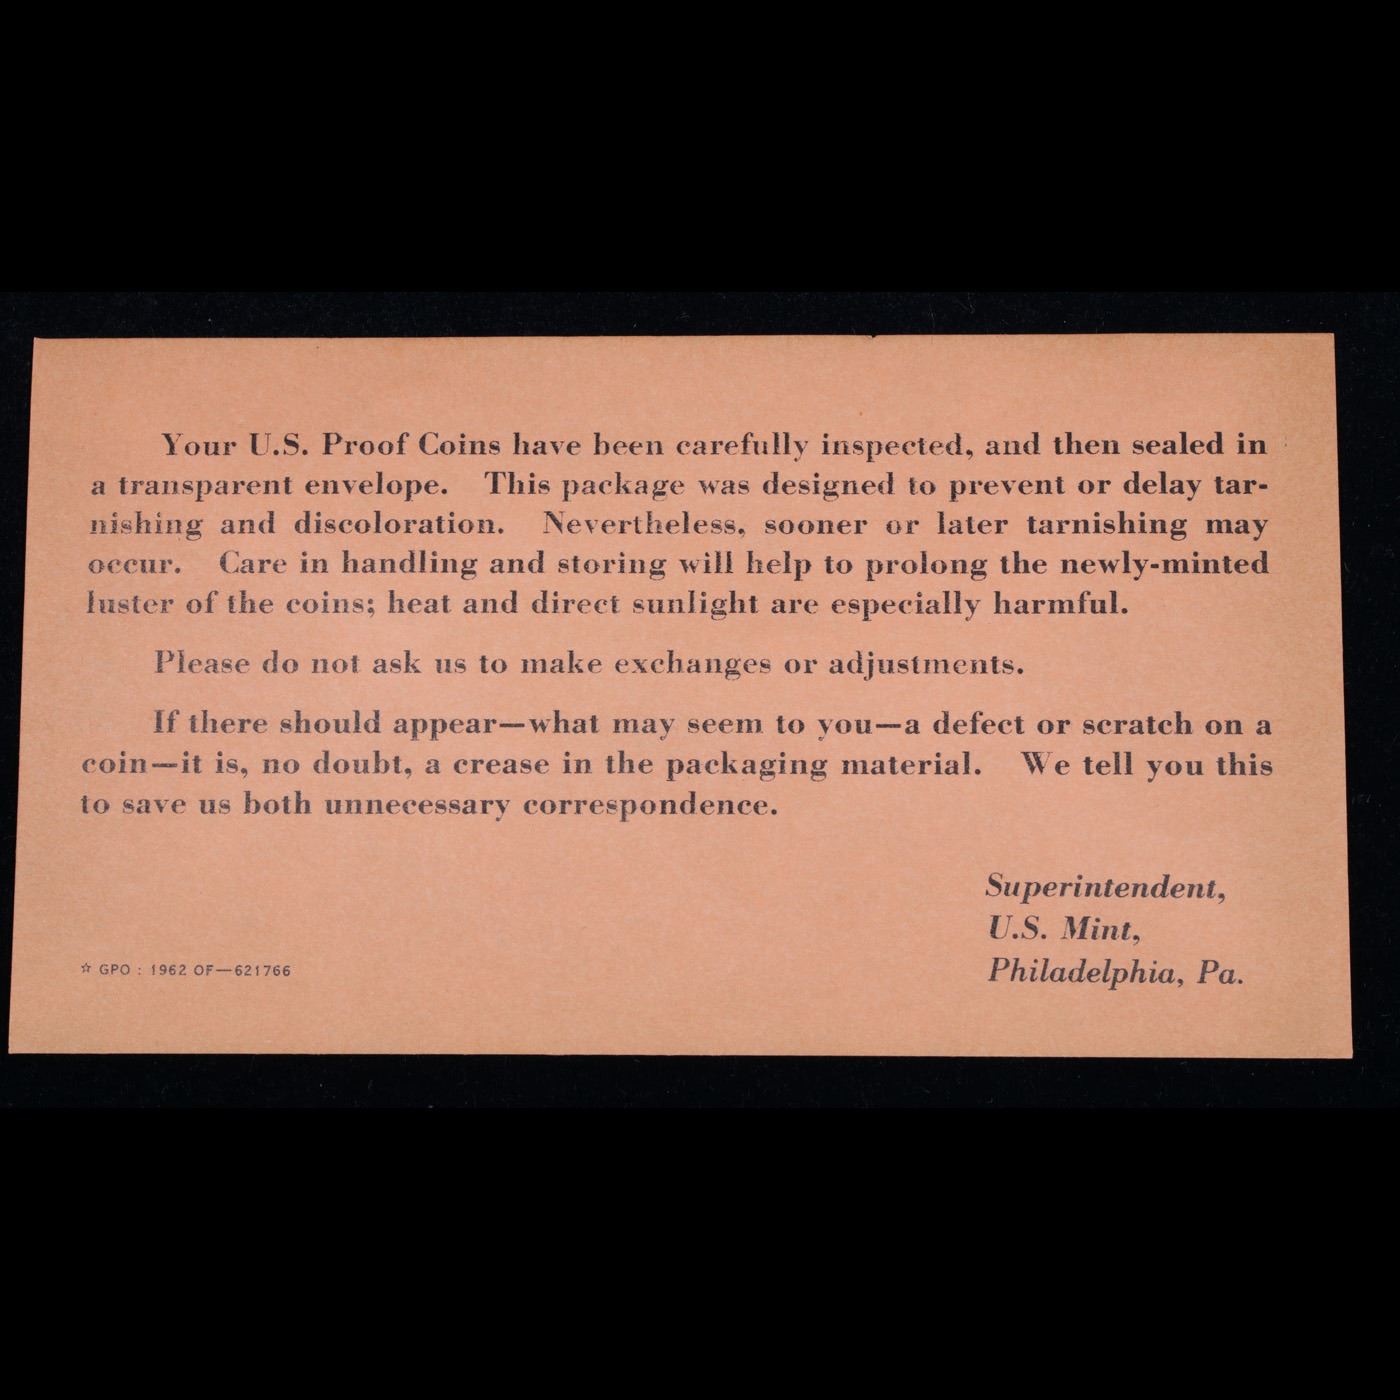 Your U.S. Proof Coins have been carefully inspected, and then sealed in
a transparent envelope. This package was designed to prevent or delay tar-
nishing and discoloration. Nevertheless, sooner or later tarnishing may
occur. Care in handling and storing will help to prolong the newly-minted
luster of the coins; heat and direct sunlight are especially harmful.
Please do not ask us to make exchanges or adjustments.
If there should appear—what may seem to you—a defect or scratch on a
coin—it is, no doubt, a crease in the packaging material. We tell you this
to save us both unnecessary correspondence.
Superintendent,
U.S. Mint,
Philadelphia, Pa.
☆ GPO : 1962 OF—621766